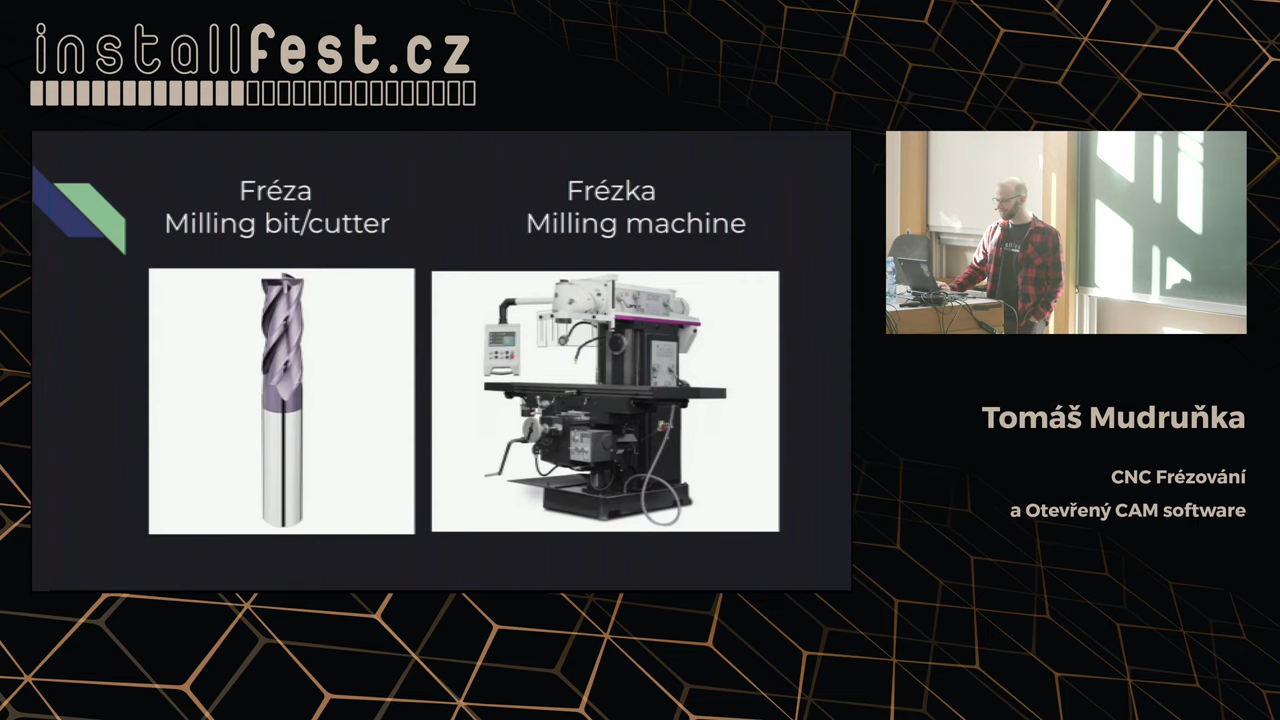 installfest.cz
Fréza
Milling bit/cutter
Frézka
Milling machine
Tomáš Mudruňka
CNC Frézování
a Otevřený CAM software